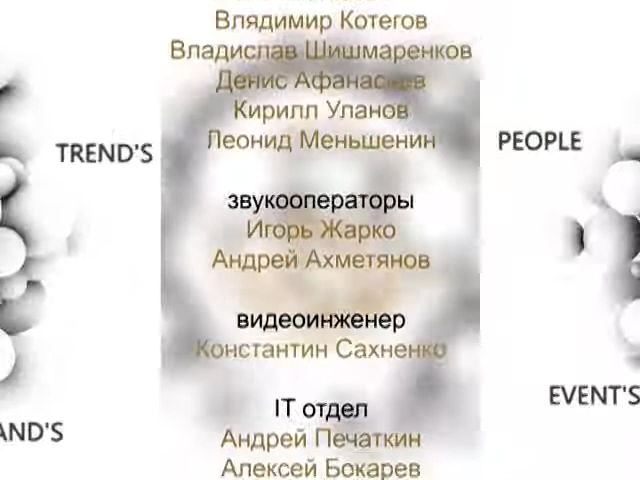 Влядимир Котегов
Владислав Шишмаренков
Денис Афанасьев
Кирилл Уланов
Леонид Меньшенин
TREND'S
PEOPLE
звукооператоры
Игорь Жарко
Андрей Ахметянов
видеоинженер
Константин Сахненко
EVENT'S
IT отдел
AND'S
Андрей Печаткин
Алексей Бокарев